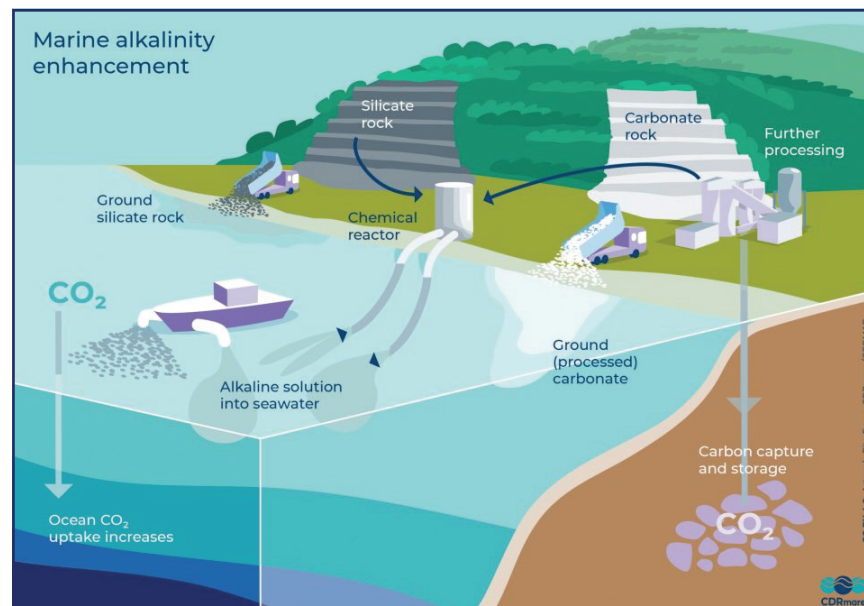 Marine alkalinity
enhancement
Silicate
rock
Carbonate
rock
Further
processing
Ground
silicate rock
Chemical
reactor
CO₂
Alkaline solution
into seawater
Ground
(processed)
carbonate
Carbon capture
and storage
CO₂
Ocean CO₂
uptake increases
CDRmare